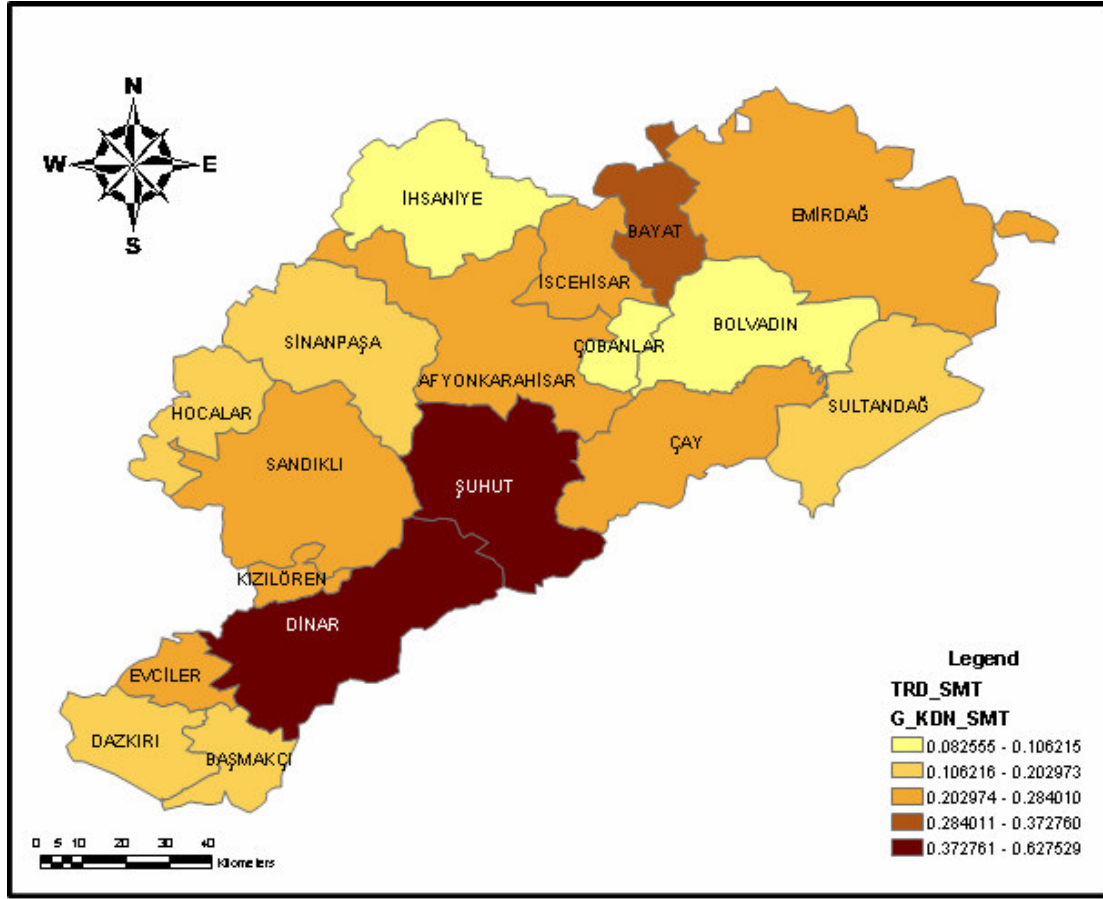 N
W E
S
İHSANİYE
EMİRDAĞ
BAYAT
İSCEHİSAR
BOLVADIN
SİNANPAŞA
ÇOBANLAR
AFYONKARAHİSAR
HOCALAR
SULTANDAĞ
ÇAY
SANDIKLI
ŞUHUT
KIZILÖREN
DİNAR
EVCİLER
DAZKIRI
BAŞMAKÇI
Legend
TRD_SMT
G_KDN_SMT
0.082555 - 0.106215
0.106216 - 0.202973
0.202974 - 0.284010
0.284011 - 0.372760
0.372761 - 0.627529
0 5 10 20 30 40
Kilometers